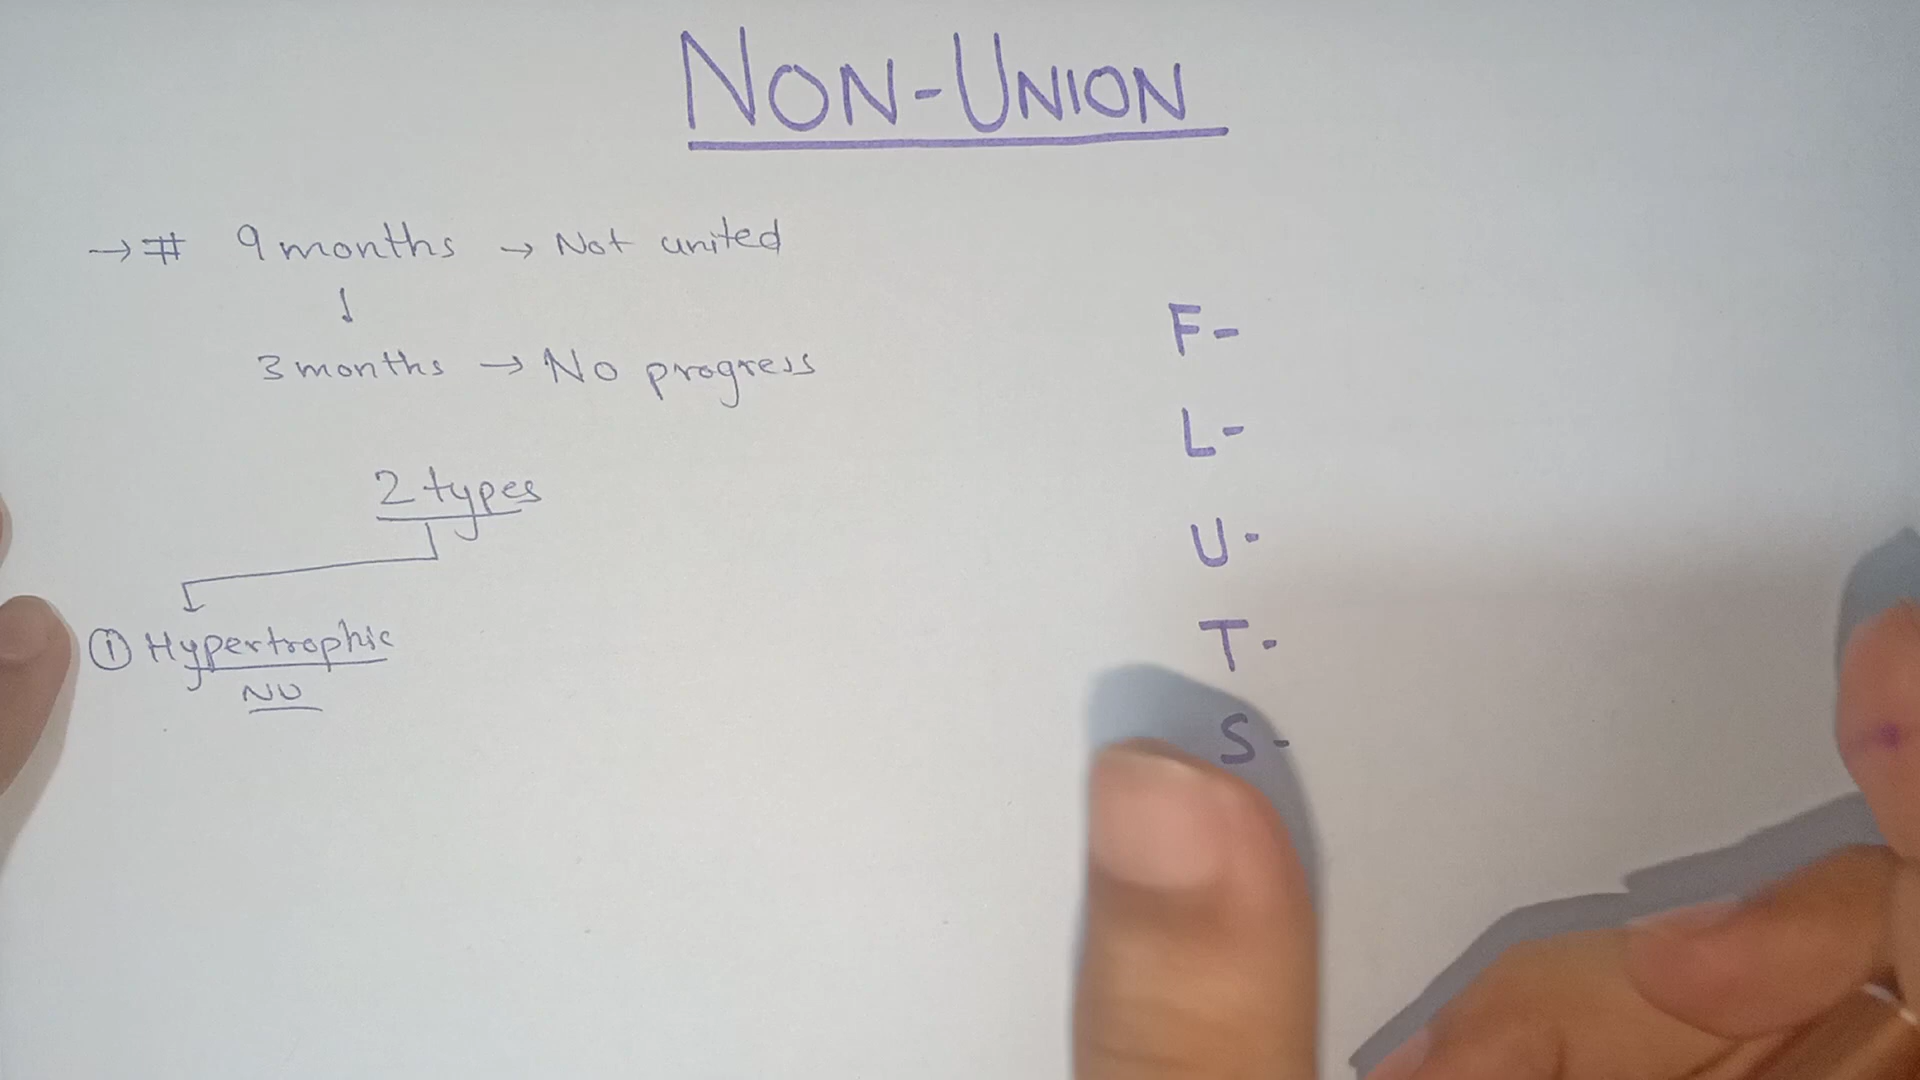 NON-UNION
→ # 9 months → Not united
↓
3 months → No progress
2 types
① Hypertrophic
NU
F-
L-
U-
T-
S-